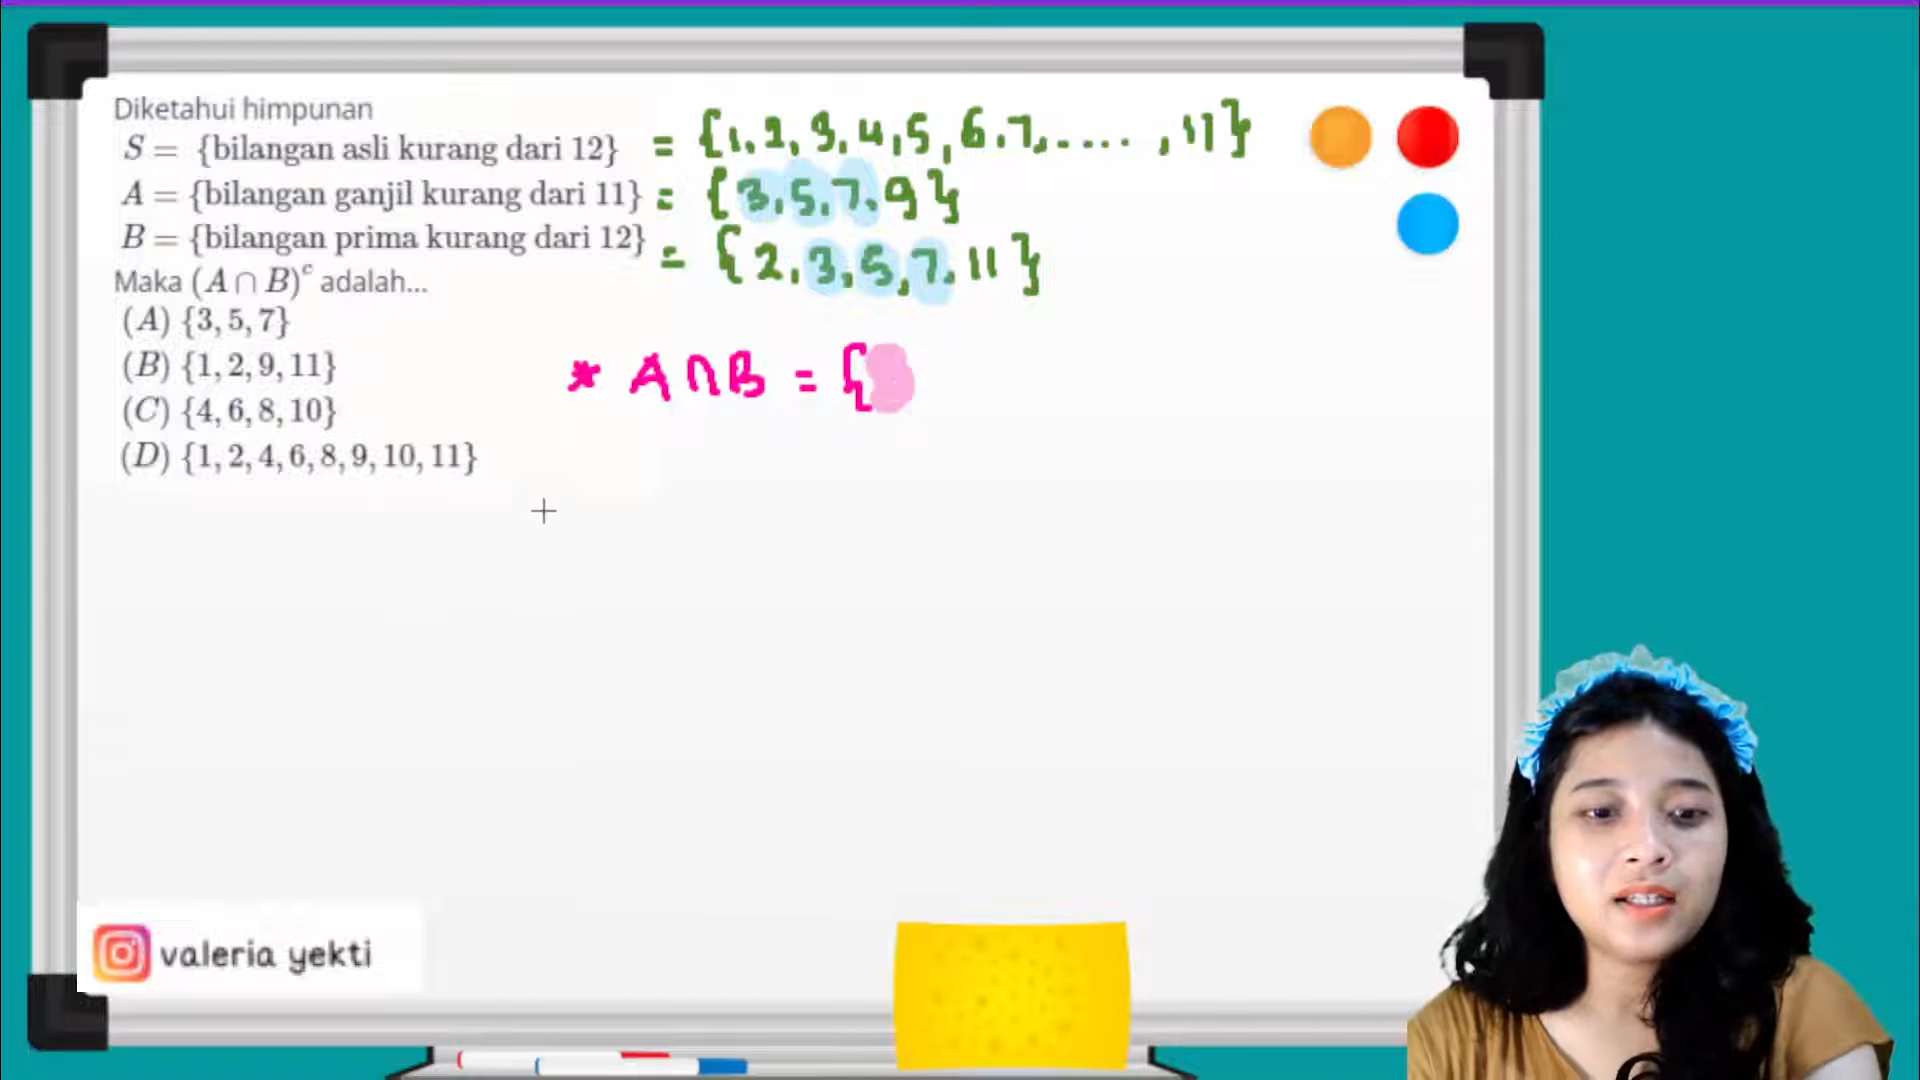 Diketahui himpunan
S = {bilangan asli kurang dari 12} = {1, 2, 3, 4, 5, 6, 7, ...., 11}
A = {bilangan ganjil kurang dari 11} = {3, 5, 7, 9}
B = {bilangan prima kurang dari 12} = {2, 3, 5, 7, 11}
Maka (A ∩ B)ᶜ adalah...
(A) {3, 5, 7}
(B) {1, 2, 9, 11}
(C) {4, 6, 8, 10}
(D) {1, 2, 4, 6, 8, 9, 10, 11}
* A ∩ B = {
valeria yekti